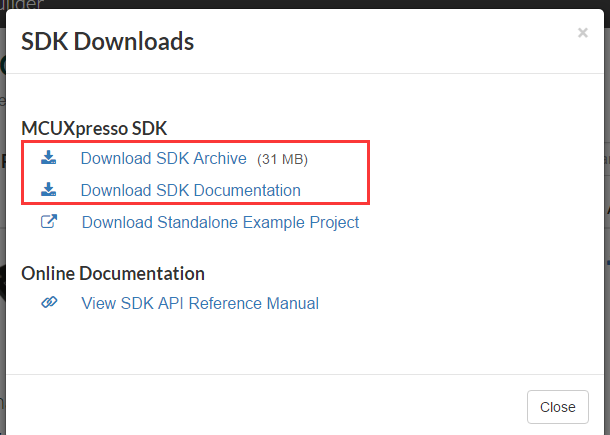 SDK Downloads
×
MCUXpresso SDK
Download SDK Archive (31 MB)
Download SDK Documentation
Download Standalone Example Project
Online Documentation
View SDK API Reference Manual
Close